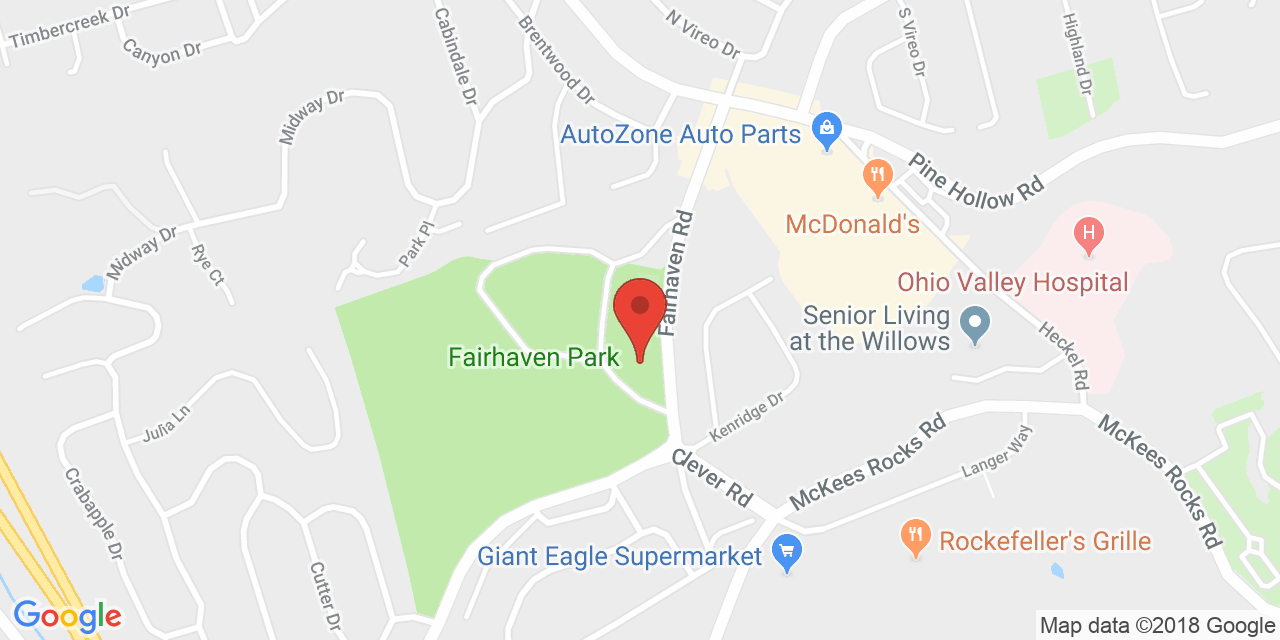 Timbercreek Dr
Canyon Dr
Cabindale Dr
Brentwood Dr
N Vireo Dr
S Vireo Dr
Highland Dr
Midway Dr
AutoZone Auto Parts
McDonald's
Pine Hollow Rd
Midway Dr
Rye Ct
Park Pl
Fairhaven Rd
H
Ohio Valley Hospital
Senior Living
at the Willows
Heckel Rd
Fairhaven Park
Julia Ln
Kenridge Dr
McKees Rocks Rd
McKees Rocks Rd
Langer Way
Clever Rd
Crabapple Dr
Cutter Dr
Giant Eagle Supermarket
Rockefeller's Grille
Google
Map data ©2018 Google